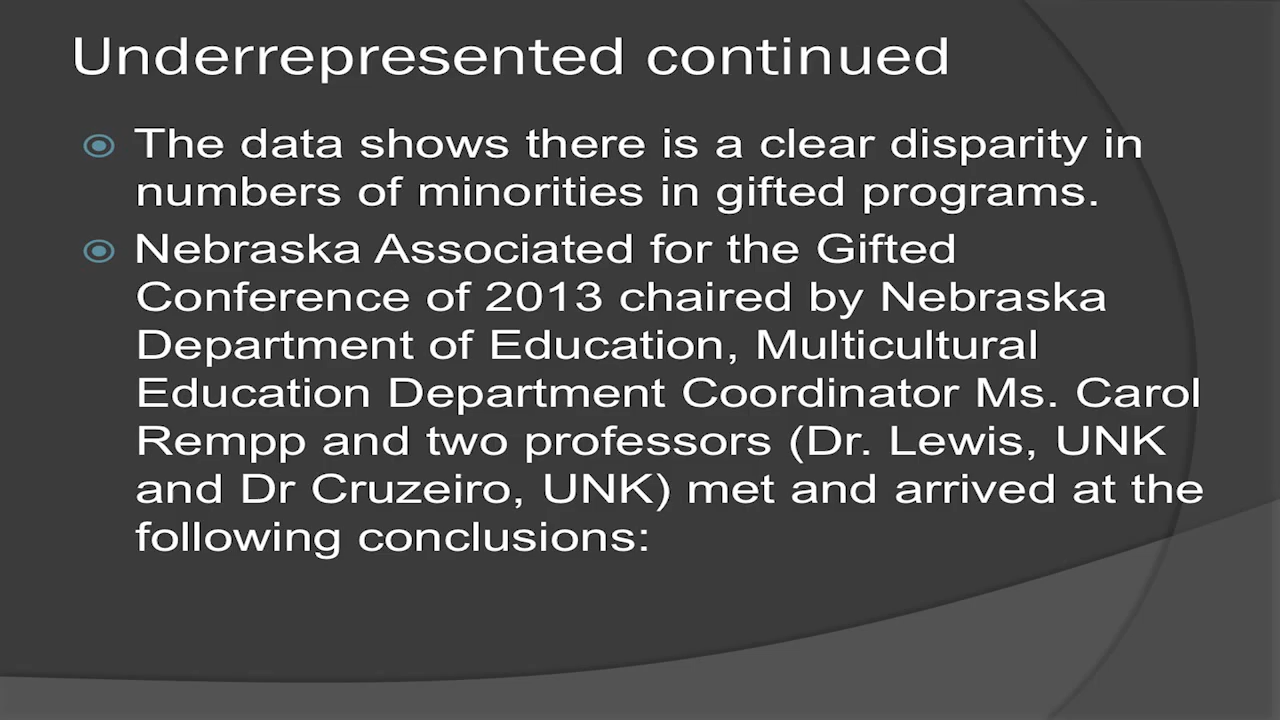 Underrepresented continued
The data shows there is a clear disparity in
numbers of minorities in gifted programs.
Nebraska Associated for the Gifted
Conference of 2013 chaired by Nebraska
Department of Education, Multicultural
Education Department Coordinator Ms. Carol
Rempp and two professors (Dr. Lewis, UNK
and Dr Cruzeiro, UNK) met and arrived at the
following conclusions: